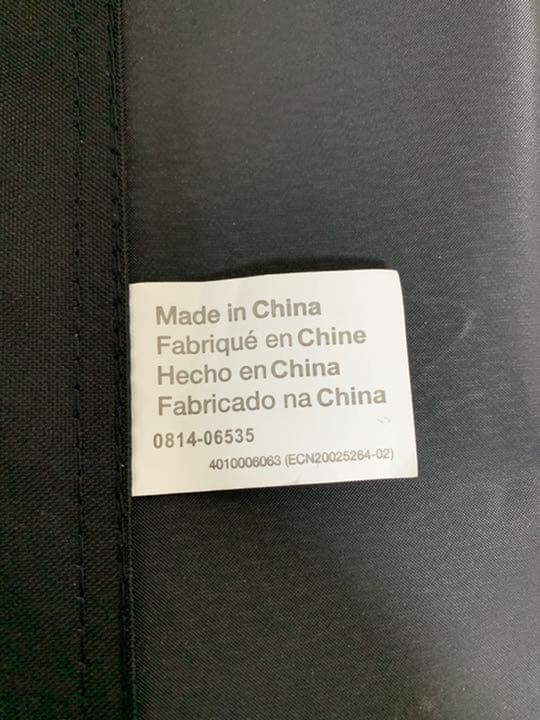 Made in China
Fabriqué en Chine
Hecho en China
Fabricado na China
0814-06535
4010006063 (ECN20025264-02)